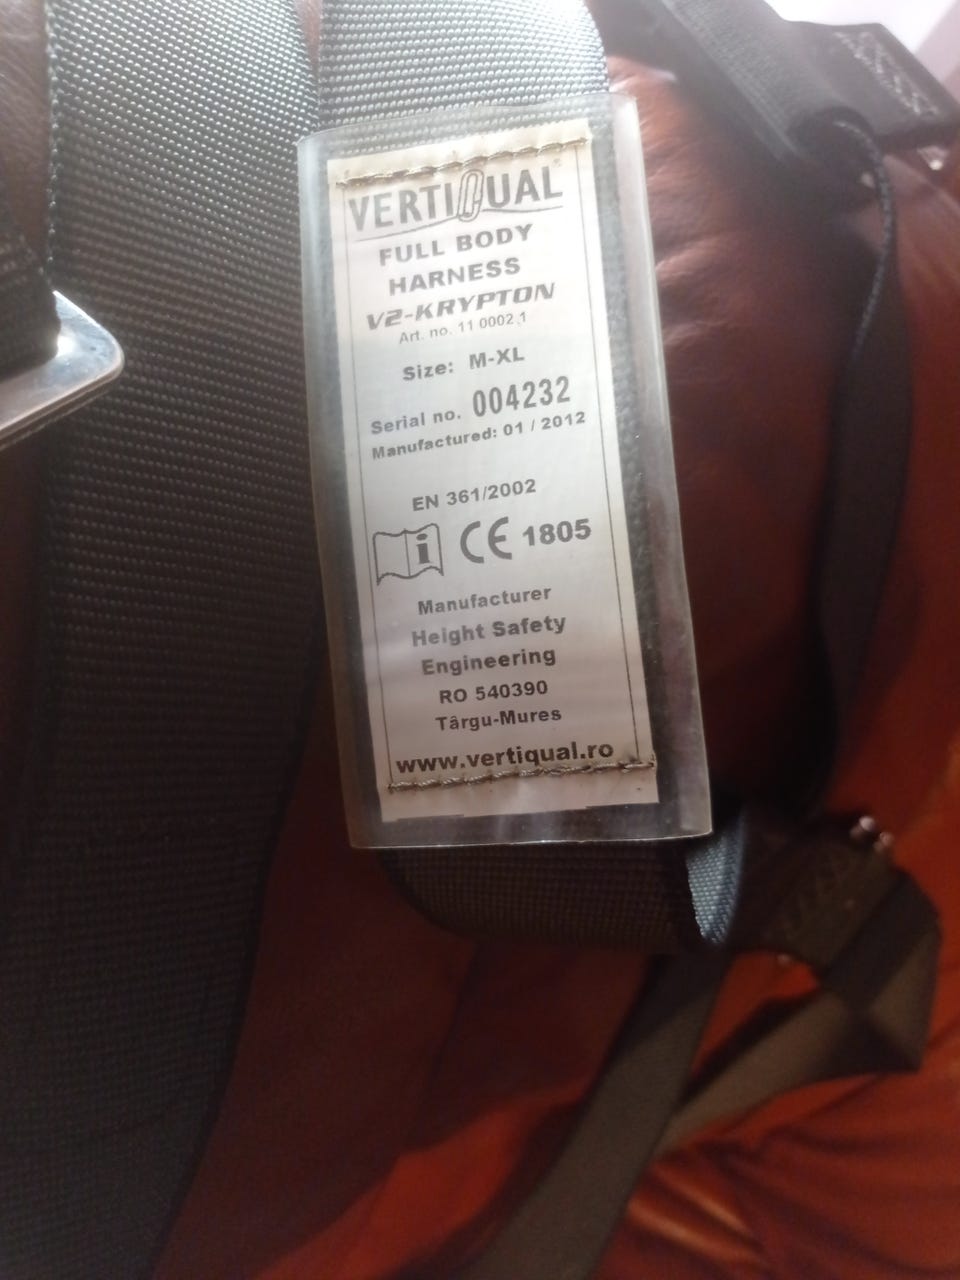 VERTIQUAL®
FULL BODY
HARNESS
V2-KRYPTON
Art. no. 11 0002.1
Size: M-XL
Serial no. 004232
Manufactured: 01 / 2012
EN 361/2002
i CE 1805
Manufacturer
Height Safety
Engineering
RO 540390
Târgu-Mures
www.vertiqual.ro